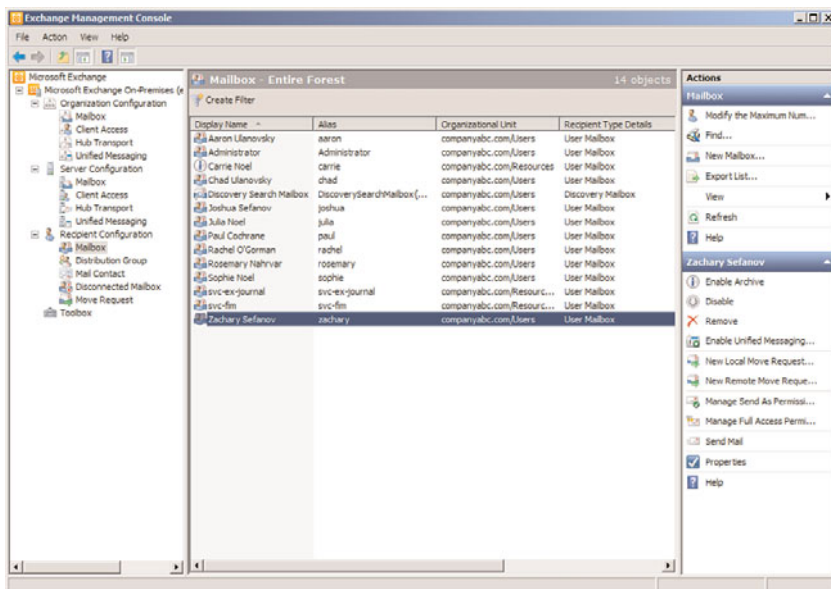 Exchange Management Console
File Action View Help
Microsoft Exchange
Microsoft Exchange On-Premises (e
Organization Configuration
Mailbox
Client Access
Hub Transport
Unified Messaging
Server Configuration
Mailbox
Client Access
Hub Transport
Unified Messaging
Recipient Configuration
Mailbox
Distribution Group
Mail Contact
Disconnected Mailbox
Move Request
Toolbox
Mailbox - Entire Forest 14 objects
Create Filter
Display Name Alias Organizational Unit Recipient Type Details
Aaron Ulanovsky aaron companyabc.com/Users User Mailbox
Administrator Administrator companyabc.com/Users User Mailbox
Carrie Noel carrie companyabc.com/Resources User Mailbox
Chad Ulanovsky chad companyabc.com/Users User Mailbox
Discovery Search Mailbox DiscoverySearchMailbox{... companyabc.com/Users Discovery Mailbox
Joshua Sefanov joshua companyabc.com/Users User Mailbox
Julia Noel julia companyabc.com/Users User Mailbox
Paul Cochrane paul companyabc.com/Users User Mailbox
Rachel O'Gorman rachel companyabc.com/Users User Mailbox
Rosemary Nahrvar rosemary companyabc.com/Users User Mailbox
Sophie Noel sophie companyabc.com/Users User Mailbox
svc-ex-journal svc-ex-journal companyabc.com/Resourc... User Mailbox
svc-fim svc-fim companyabc.com/Resourc... User Mailbox
Zachary Sefanov zachary companyabc.com/Users User Mailbox
Actions
Mailbox
Modify the Maximum Num...
Find...
New Mailbox...
Export List...
View
Refresh
Help
Zachary Sefanov
Enable Archive
Disable
Remove
Enable Unified Messaging...
New Local Move Request...
New Remote Move Reque...
Manage Send As Permissi...
Manage Full Access Permi...
Send Mail
Properties
Help